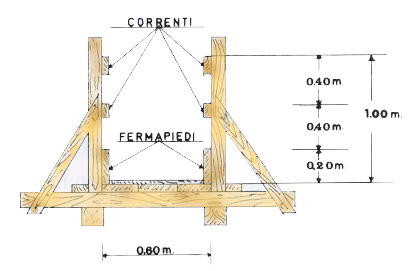 CORRENTI
0.40 m.
1.00 m.
0.40 m.
FERMAPIEDI
0.20 m.
0.60 m.